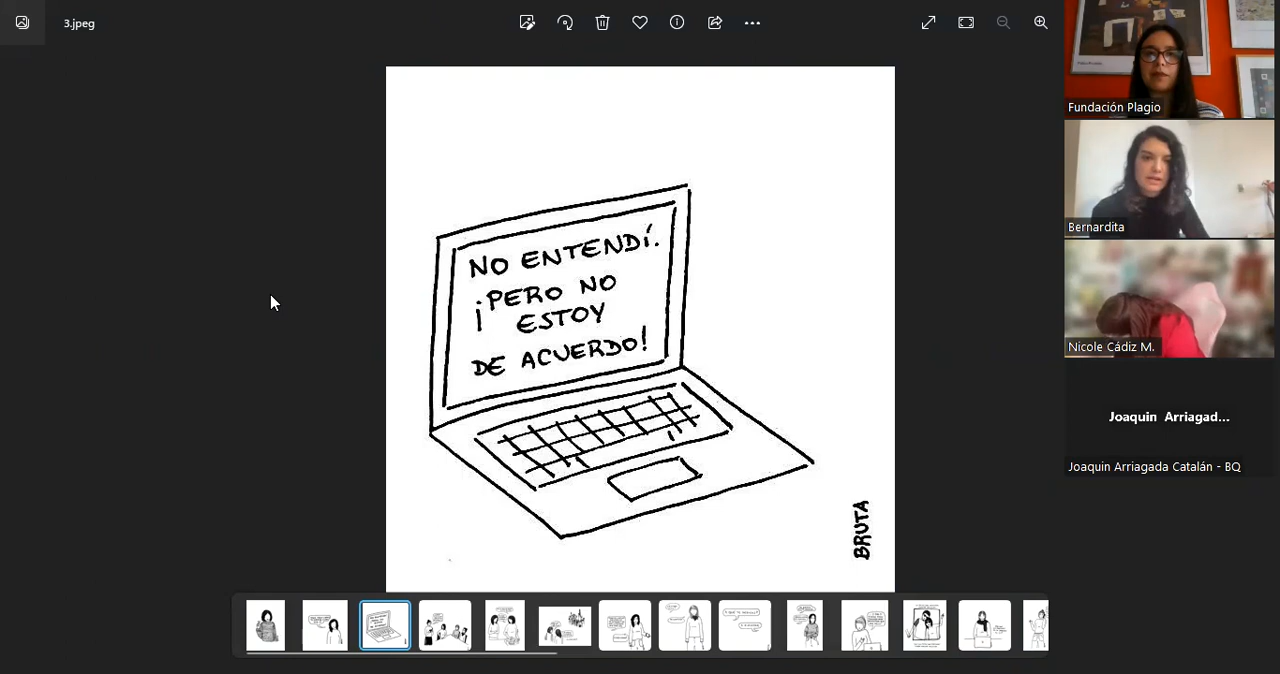 3.jpeg
NO ENTENDÍ.
¡PERO NO
ESTOY
DE ACUERDO!
BRUTA
Fundación Plagio
Bernardita
Nicole Cádiz M.
Joaquin Arriagad...
Joaquin Arriagada Catalán - BQ